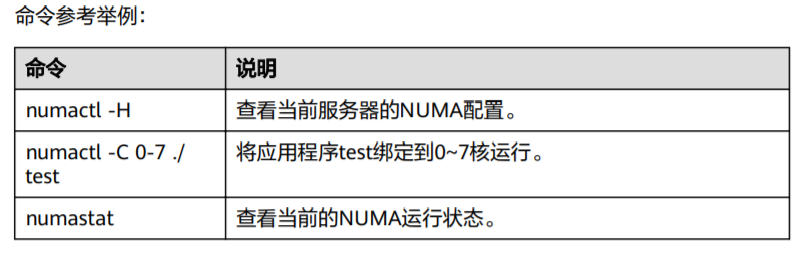 命令参考举例：
命令 说明
numactl -H 查看当前服务器的NUMA配置。
numactl -C 0-7 ./ 将应用程序test绑定到0~7核运行。
test
numastat 查看当前的NUMA运行状态。